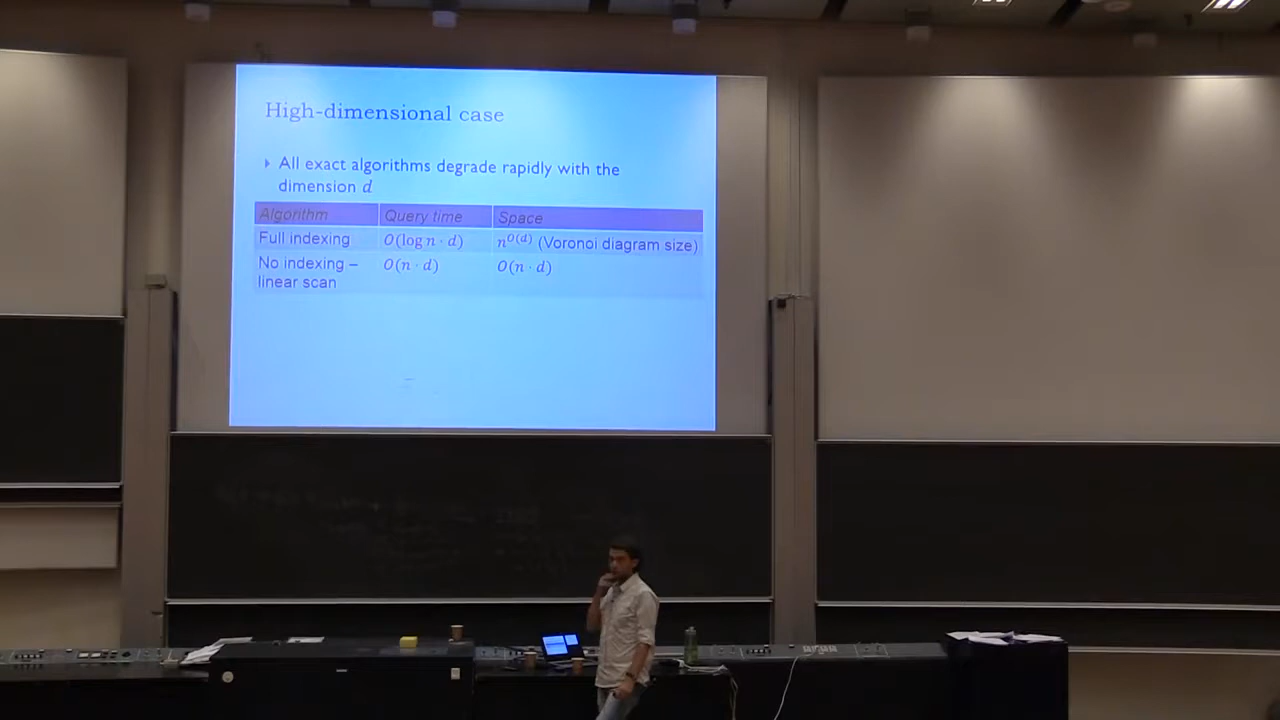 High-dimensional case
All exact algorithms degrade rapidly with the
dimension d
Algorithm Query time Space
Full indexing O(log n · d) n^{O(d)} (Voronoi diagram size)
No indexing – O(n · d) O(n · d)
linear scan